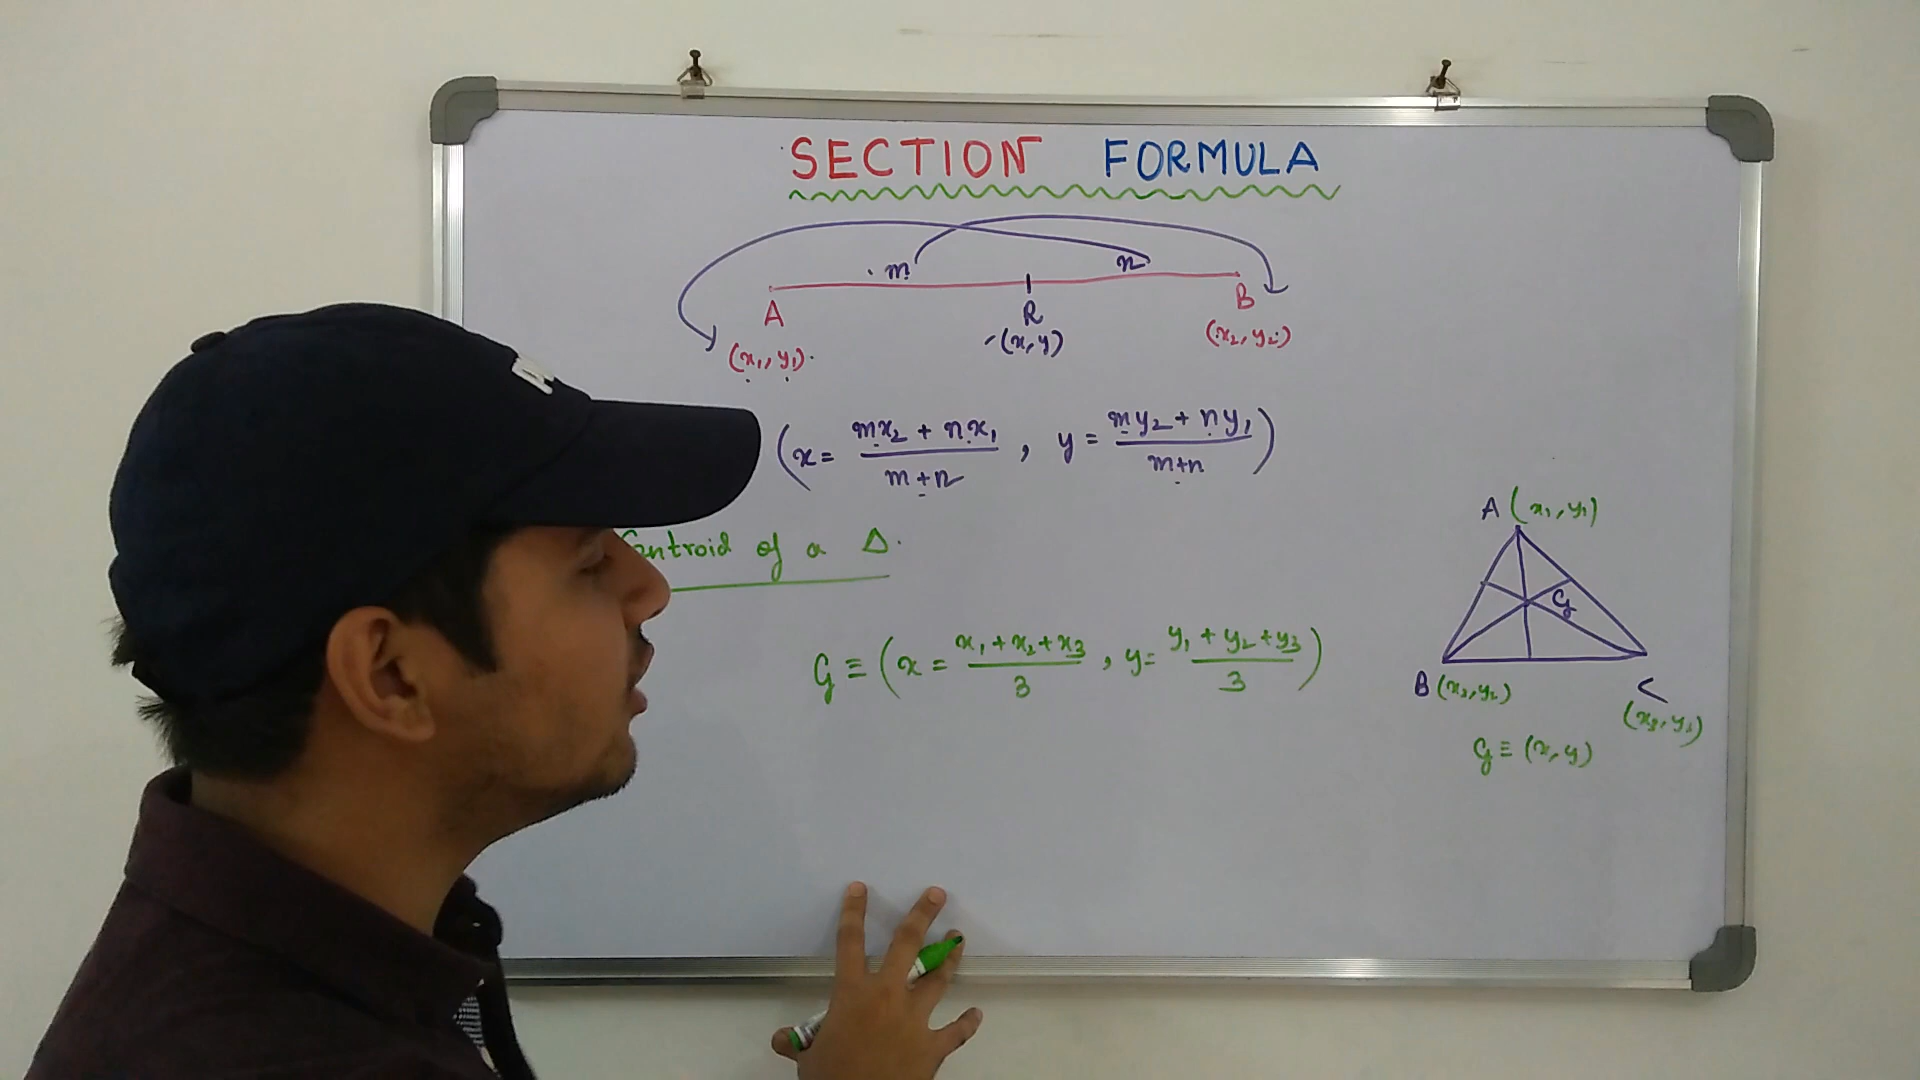 SECTION FORMULA
m n
A R B
(x₁, y₁) (x, y) (x₂, y₂)
(x = mx₂ + nx₁ / m+n , y = my₂ + ny₁ / m+n)
Centroid of a Δ.
G ≡ (x = x₁ + x₂ + x₃ / 3 , y = y₁ + y₂ + y₃ / 3)
A (x₁, y₁)
G
B (x₂, y₂) C
(x₃, y₃)
G ≡ (x, y)